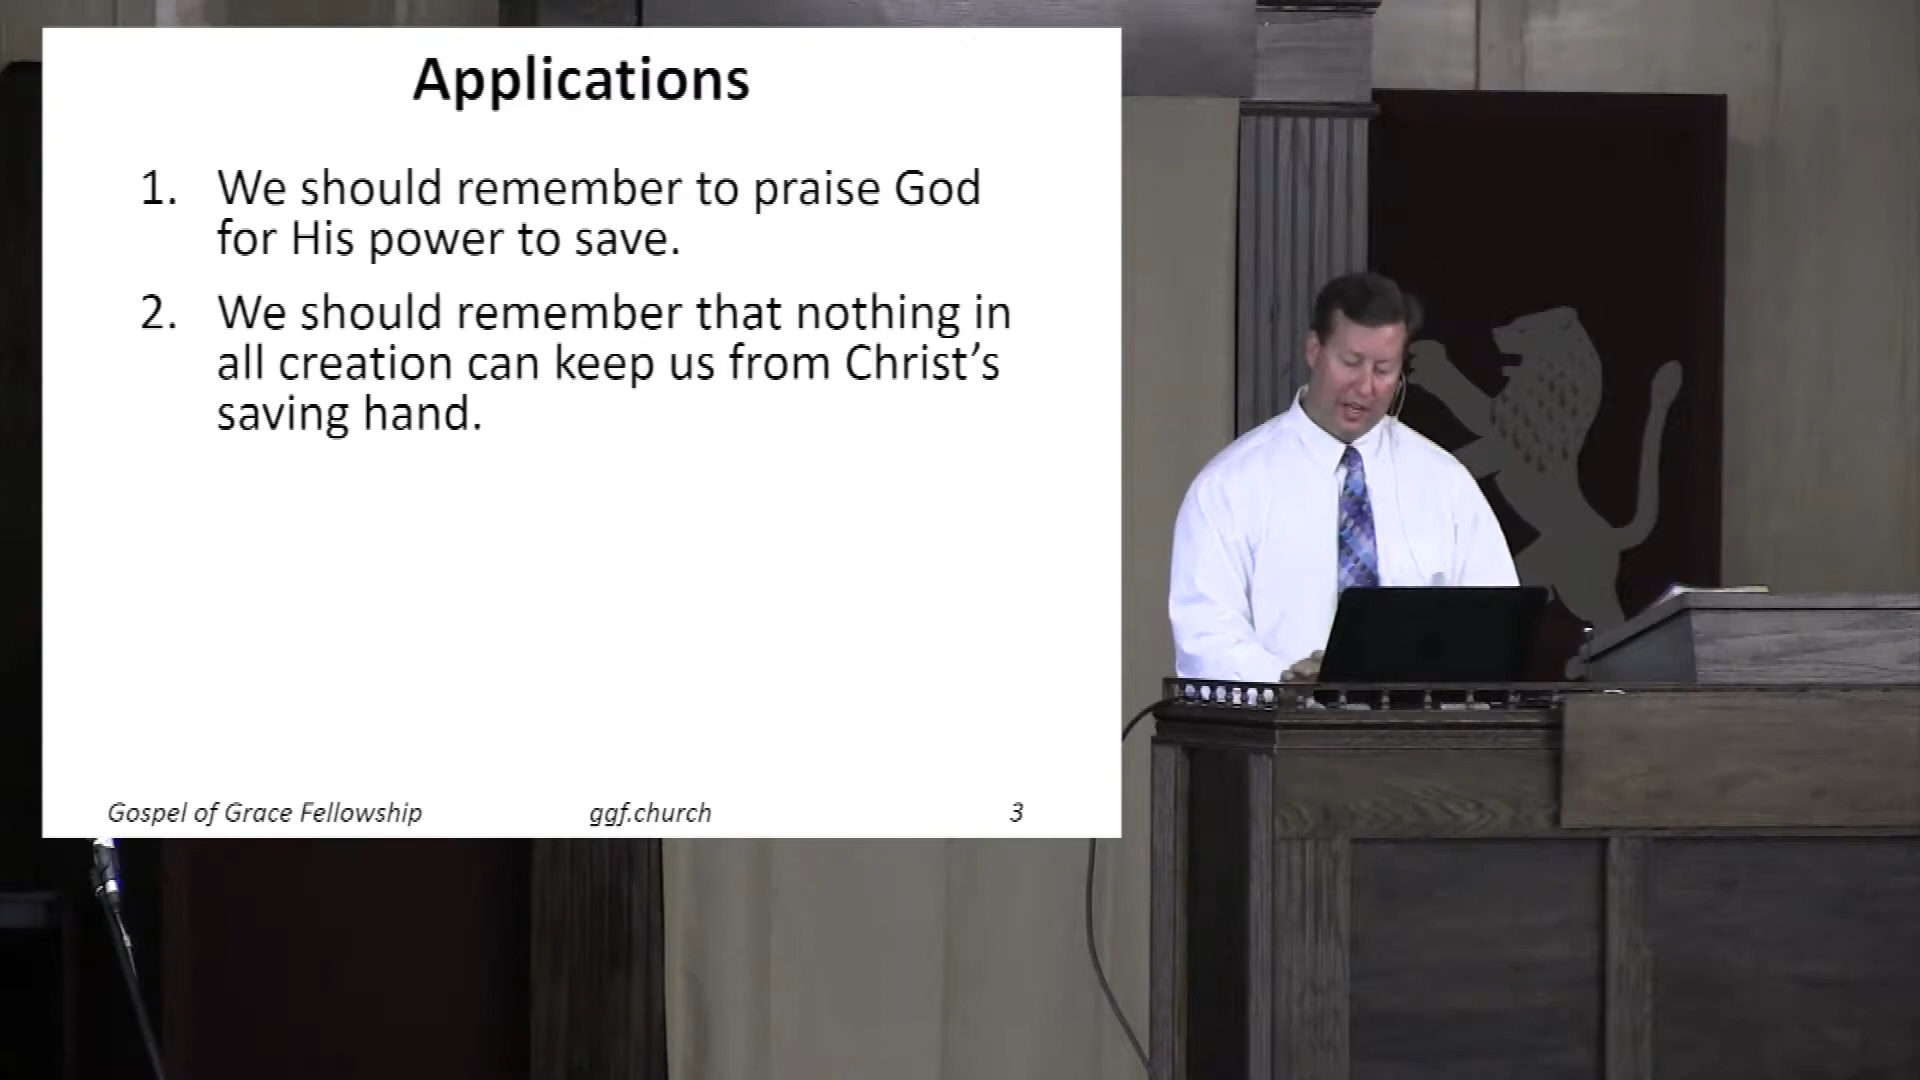 Applications
1. We should remember to praise God
for His power to save.
2. We should remember that nothing in
all creation can keep us from Christ’s
saving hand.
Gospel of Grace Fellowship ggf.church 3